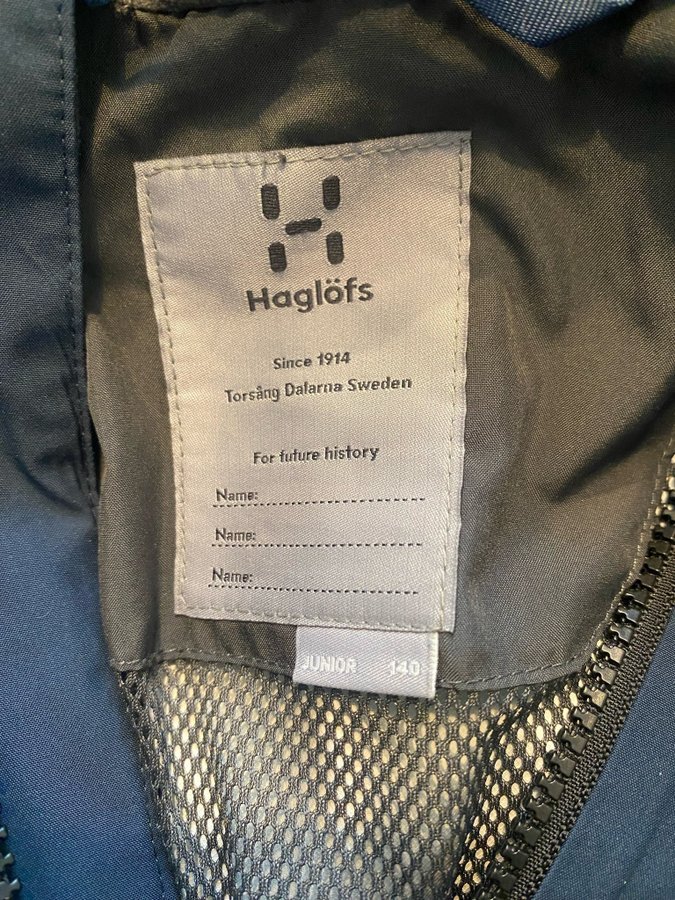 Haglöfs
Since 1914
Torsång Dalarna Sweden
For future history
Name:
Name:
Name:
JUNIOR 140